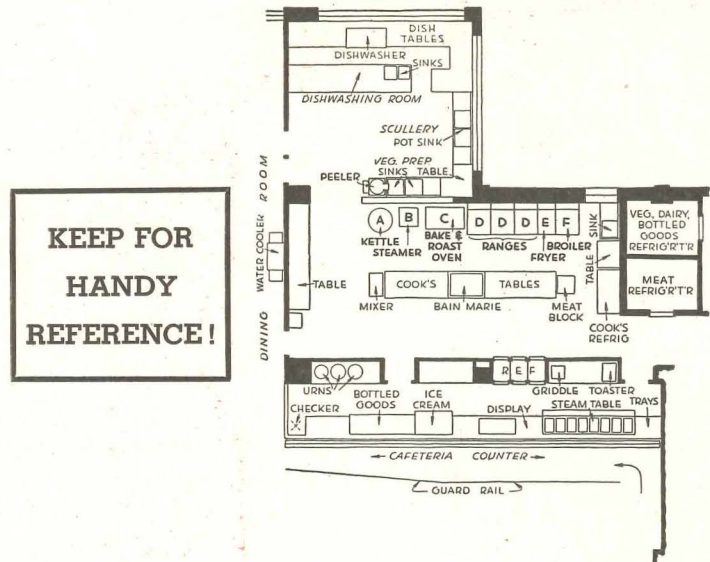 DISH
TABLES
DISHWASHER
SINKS
DISHWASHING ROOM
SCULLERY
POT SINK
VEG. PREP
SINKS TABLE
PEELER
KEEP FOR
HANDY
REFERENCE!
DINING ROOM
WATER COOLER
TABLE
A
KETTLE
B
STEAMER
C
BAKE &
ROAST
OVEN
D D D E F
RANGES
FRYER
BROILER
SINK
TABLE
VEG, DAIRY,
BOTTLED
GOODS
REFRIG'R'T'R
MEAT
REFRIG'R'T'R
MIXER
COOK'S
BAIN MARIE
TABLES
MEAT
BLOCK
COOK'S
REFRIG
URNS
CHECKER
BOTTLED
GOODS
ICE
CREAM
REF
DISPLAY
GRIDDLE
TOASTER
STEAM TABLE
TRAYS
CAFETERIA COUNTER
GUARD RAIL